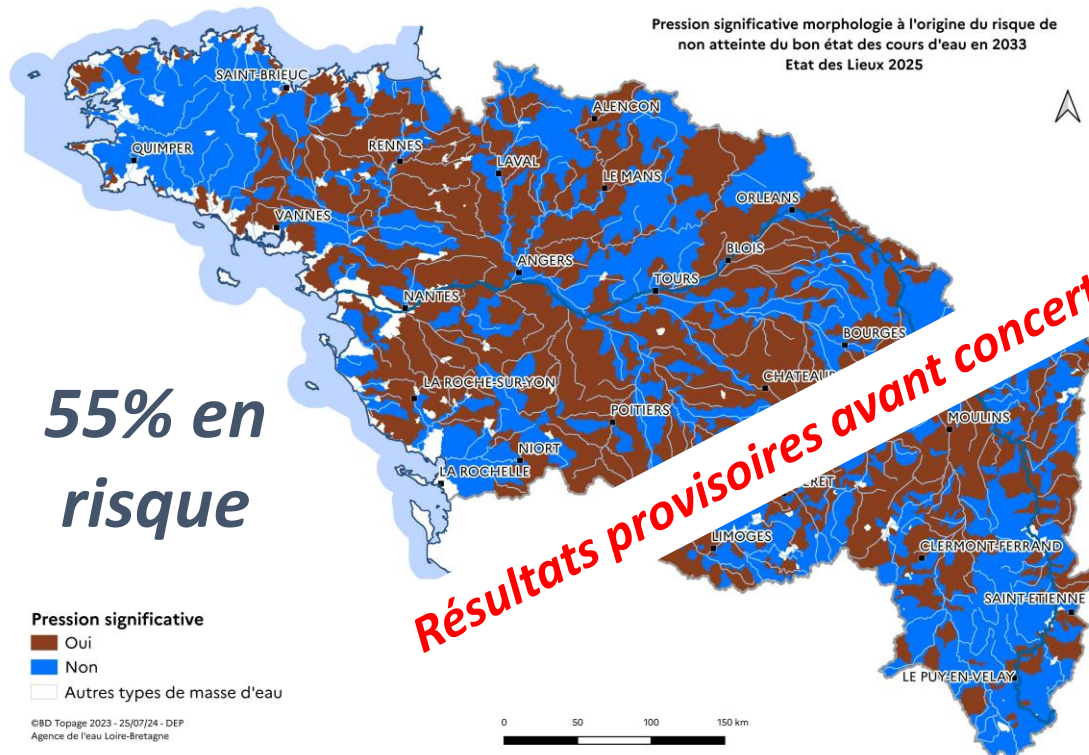 Pression significative morphologie à l'origine du risque de
non atteinte du bon état des cours d'eau en 2033
Etat des Lieux 2025
SAINT-BRIEUC
ALENCON
QUIMPER
RENNES
LAVAL
LE MANS
ORLEANS
VANNES
BLOIS
ANGERS
TOURS
NANTES
BOURGES
CHATEAUR
LA ROCHE-SUR-YON
POITIERS
MOULINS
NIORT
LA ROCHELLE
ERET
LIMOGES
CLERMONT-FERRAND
SAINT-ETIENNE
LE PUY-EN-VELAY
55% en
risque
Résultats provisoires avant concert
Pression significative
Oui
Non
Autres types de masse d'eau
©BD Topage 2023 - 25/07/24 - DEP
Agence de l'eau Loire-Bretagne
0 50 100 150 km